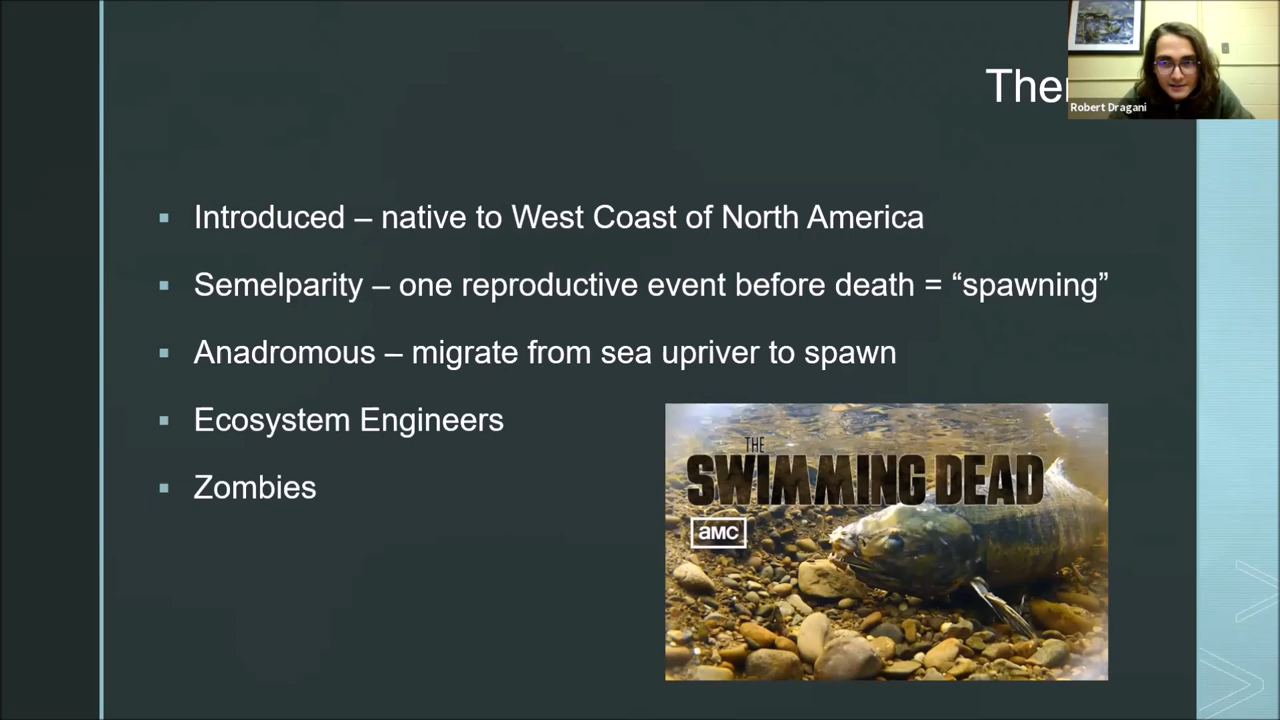 Robert Dragani
Introduced – native to West Coast of North America
Semelparity – one reproductive event before death = “spawning”
Anadromous – migrate from sea upriver to spawn
Ecosystem Engineers
Zombies
THE
SWIMMING DEAD
aMC